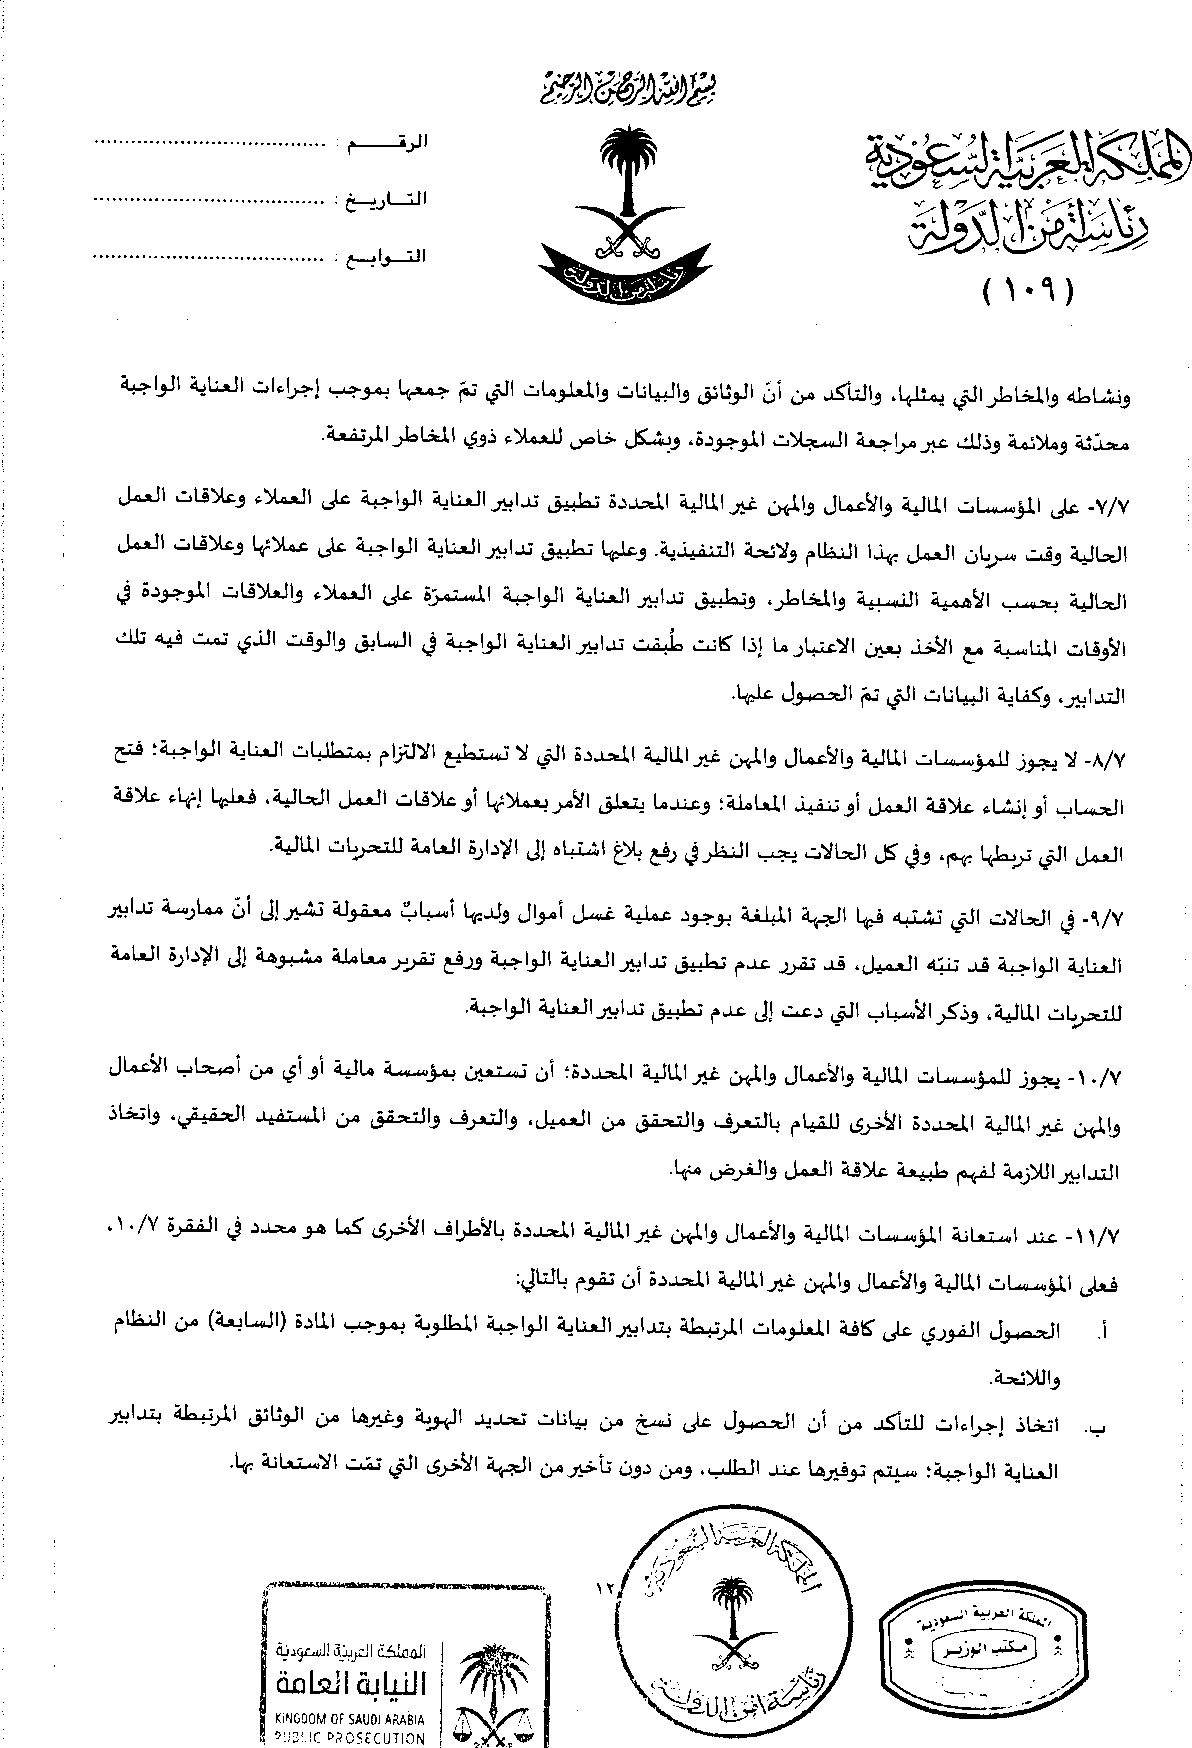 بسم الله الرحمن الرحيم
المملكة العربية السعودية
رئاسة أمن الدولة
(١٠٩)
الرقـــــم : 
التــاريــخ : 
التــوابــع : 
رئاسة أمن الدولة
ونشاطه والمخاطر التي يمثلها، والتأكد من أنّ الوثائق والبيانات والمعلومات التي تمّ جمعها بموجب إجراءات العناية الواجبة
محدّثة وملائمة وذلك عبر مراجعة السجلات الموجودة، وبشكل خاص للعملاء ذوي المخاطر المرتفعة.
٧/٧- على المؤسسات المالية والأعمال والمهن غير المالية المحددة تطبيق تدابير العناية الواجبة على العملاء وعلاقات العمل
الحالية وقت سريان العمل بهذا النظام ولائحة التنفيذية. وعليها تطبيق تدابير العناية الواجبة على عملائها وعلاقات العمل
الحالية بحسب الأهمية النسبية والمخاطر، وتطبيق تدابير العناية الواجبة المستمرّة على العملاء والعلاقات الموجودة في
الأوقات المناسبة مع الأخذ بعين الاعتبار ما إذا كانت طُبقت تدابير العناية الواجبة في السابق والوقت الذي تمت فيه تلك
التدابير، وكفاية البيانات التي تمّ الحصول عليها.
٨/٧- لا يجوز للمؤسسات المالية والأعمال والمهن غير المالية المحددة التي لا تستطيع الالتزام بمتطلبات العناية الواجبة؛ فتح
الحساب أو إنشاء علاقة العمل أو تنفيذ المعاملة؛ وعندما يتعلق الأمر بعملائها أو علاقات العمل الحالية، فعليها إنهاء علاقة
العمل التي تربطها بهم، وفي كل الحالات يجب النظر في رفع بلاغ اشتباه إلى الإدارة العامة للتحريات المالية.
٩/٧- في الحالات التي تشتبه فيها الجهة المبلغة بوجود عملية غسل أموال ولديها أسبابٌ معقولة تشير إلى أنّ ممارسة تدابير
العناية الواجبة قد تنبّه العميل، قد تقرر عدم تطبيق تدابير العناية الواجبة ورفع تقرير معاملة مشبوهة إلى الإدارة العامة
للتحريات المالية، وذكر الأسباب التي دعت إلى عدم تطبيق تدابير العناية الواجبة.
١٠/٧- يجوز للمؤسسات المالية والأعمال والمهن غير المالية المحددة؛ أن تستعين بمؤسسة مالية أو أي من أصحاب الأعمال
والمهن غير المالية المحددة الأخرى للقيام بالتعرف والتحقق من العميل، والتعرف والتحقق من المستفيد الحقيقي، واتخاذ
التدابير اللازمة لفهم طبيعة علاقة العمل والغرض منها.
١١/٧- عند استعانة المؤسسات المالية والأعمال والمهن غير المالية المحددة بالأطراف الأخرى كما هو محدد في الفقرة ١٠/٧،
فعلى المؤسسات المالية والأعمال والمهن غير المالية المحددة أن تقوم بالتالي:
أ. الحصول الفوري على كافة المعلومات المرتبطة بتدابير العناية الواجبة المطلوبة بموجب المادة (السابعة) من النظام
واللائحة.
ب. اتخاذ إجراءات للتأكد من أن الحصول على نسخ من بيانات تحديد الهوية وغيرها من الوثائق المرتبطة بتدابير
العناية الواجبة؛ سيتم توفيرها عند الطلب، ومن دون تأخير من الجهة الأخرى التي تمّت الاستعانة بها.
١٢
المملكة العربية السعودية
مكتب الوزير
المملكة العربية السعودية
رئاسة أمن الدولة
المملكة العربية السعودية
النيابة العامة
KINGDOM OF SAUDI ARABIA
PUBLIC PROSECUTION